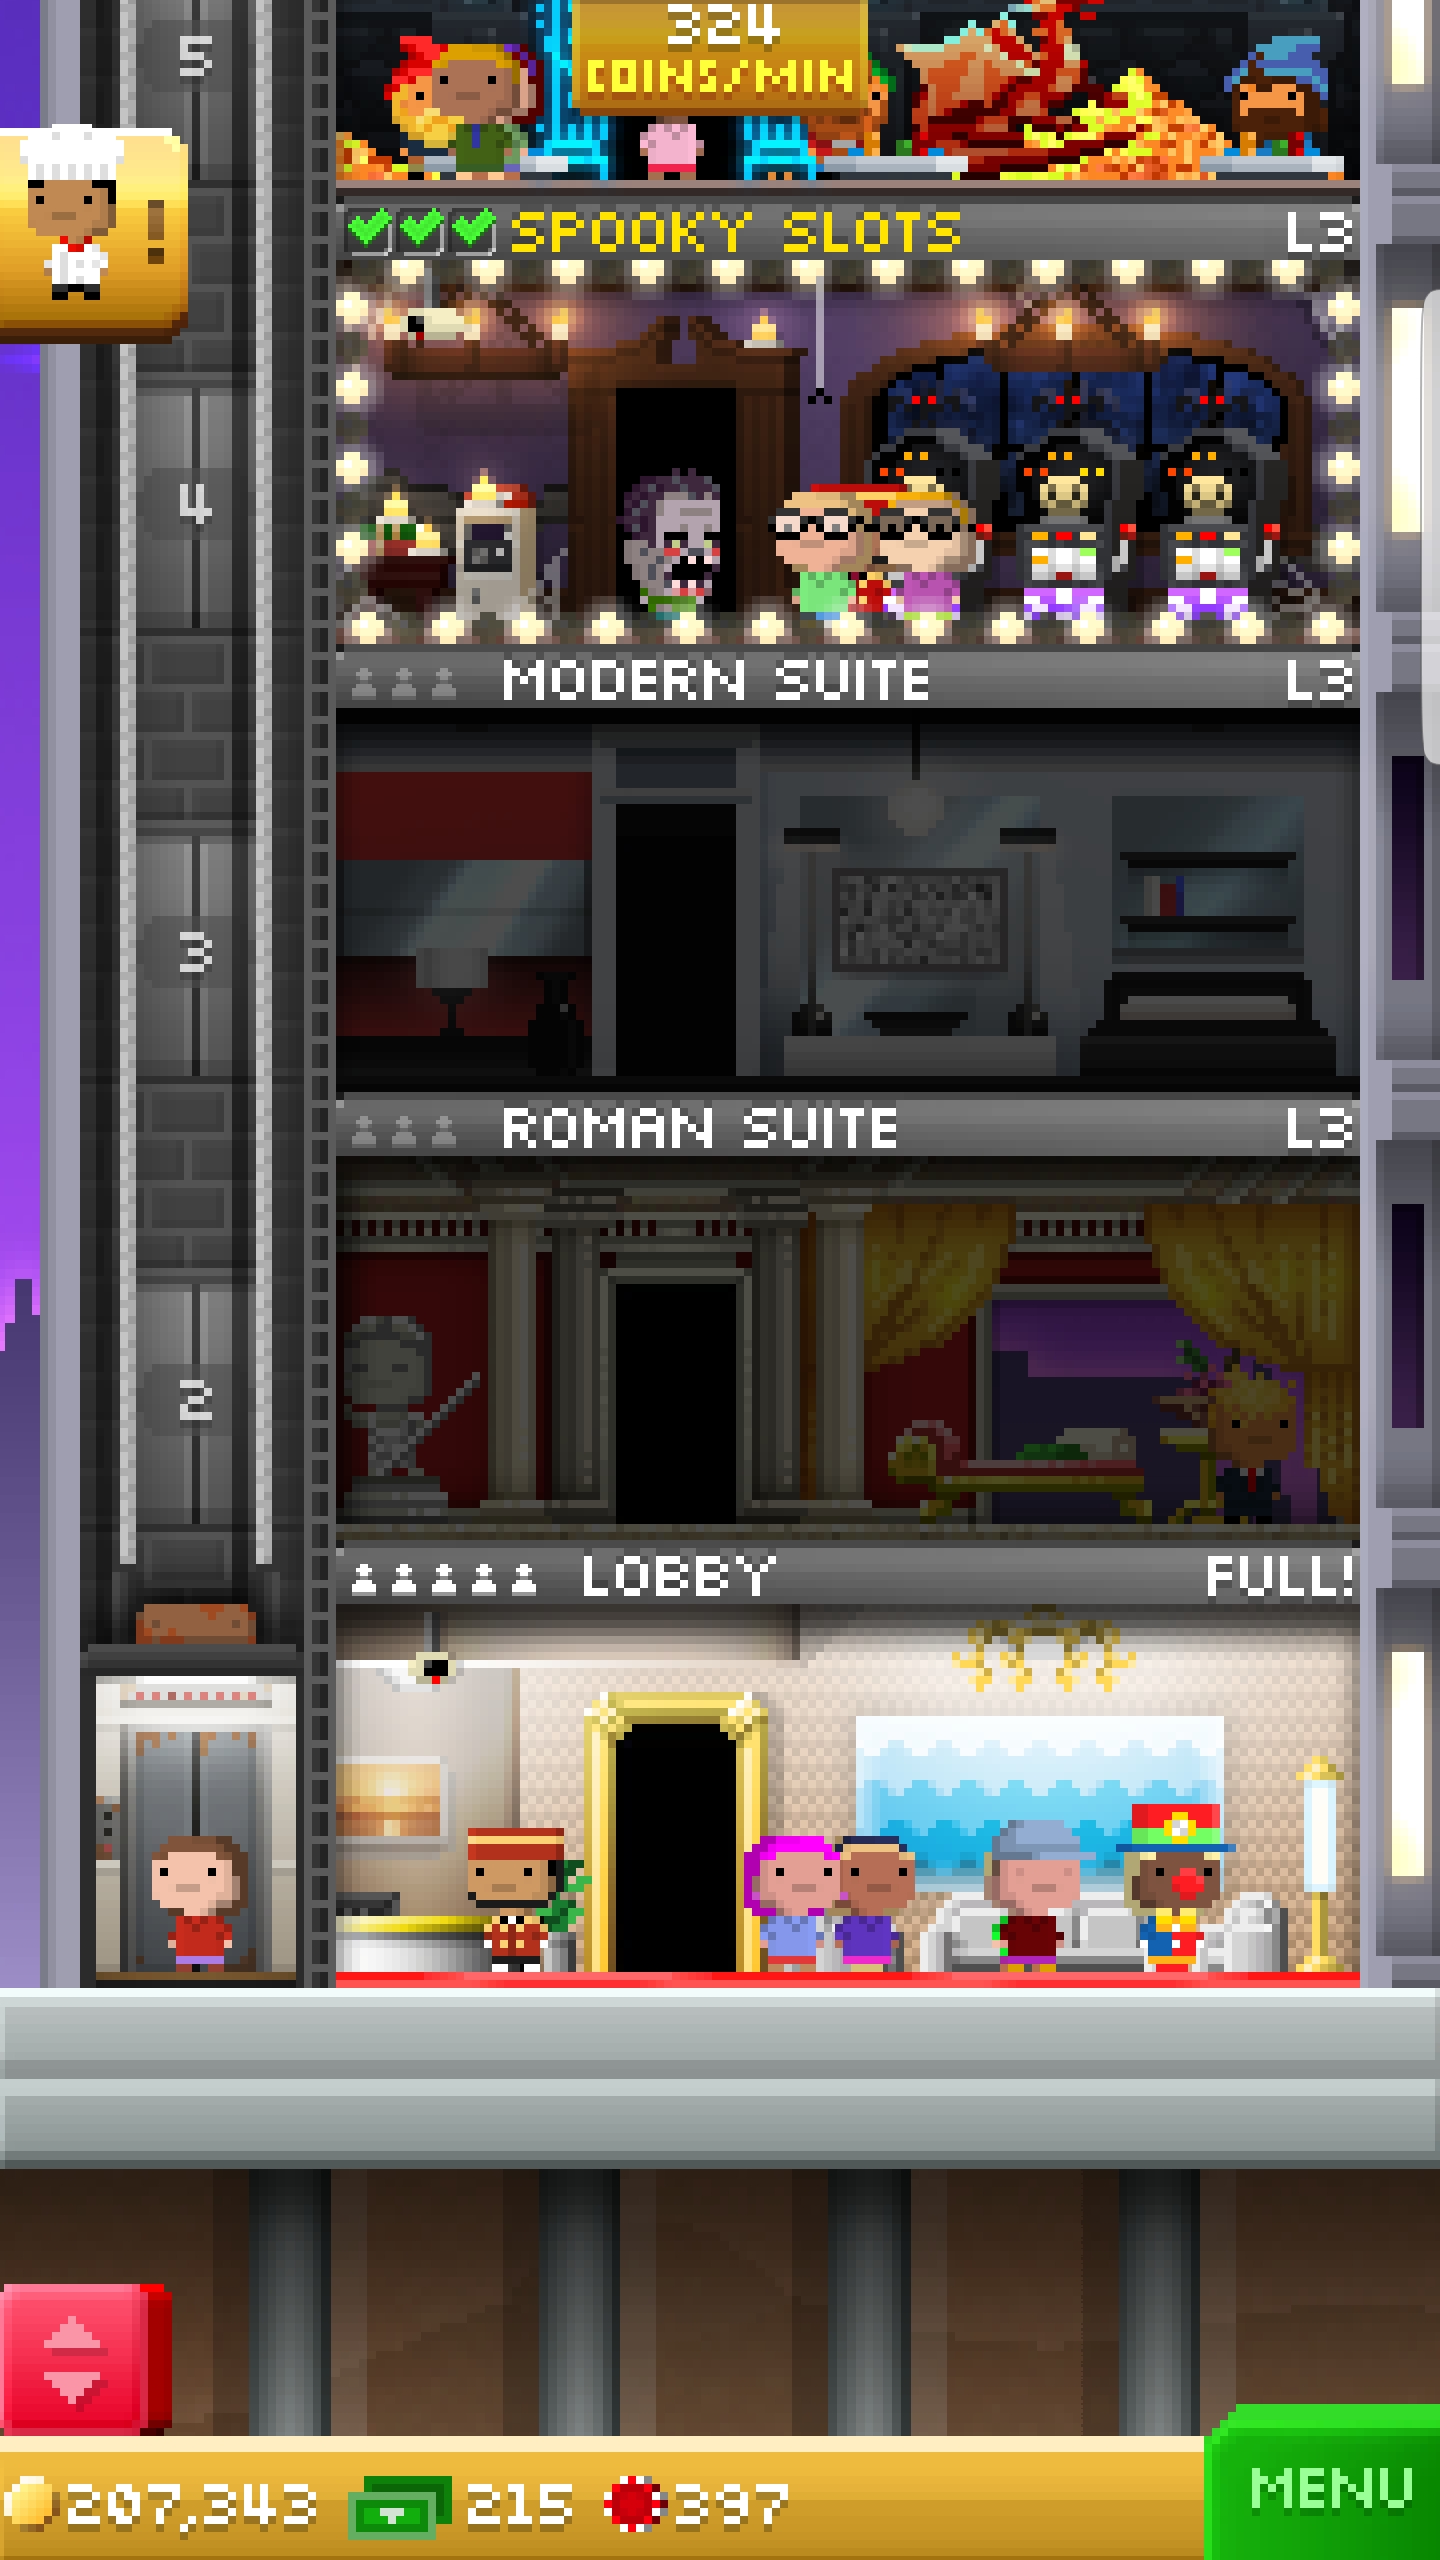 324
COINS/MIN
5
!
SPOOKY SLOTS L3
4
MODERN SUITE L3
3
ROMAN SUITE L3
2
LOBBY FULL!
207,343 215 397
MENU